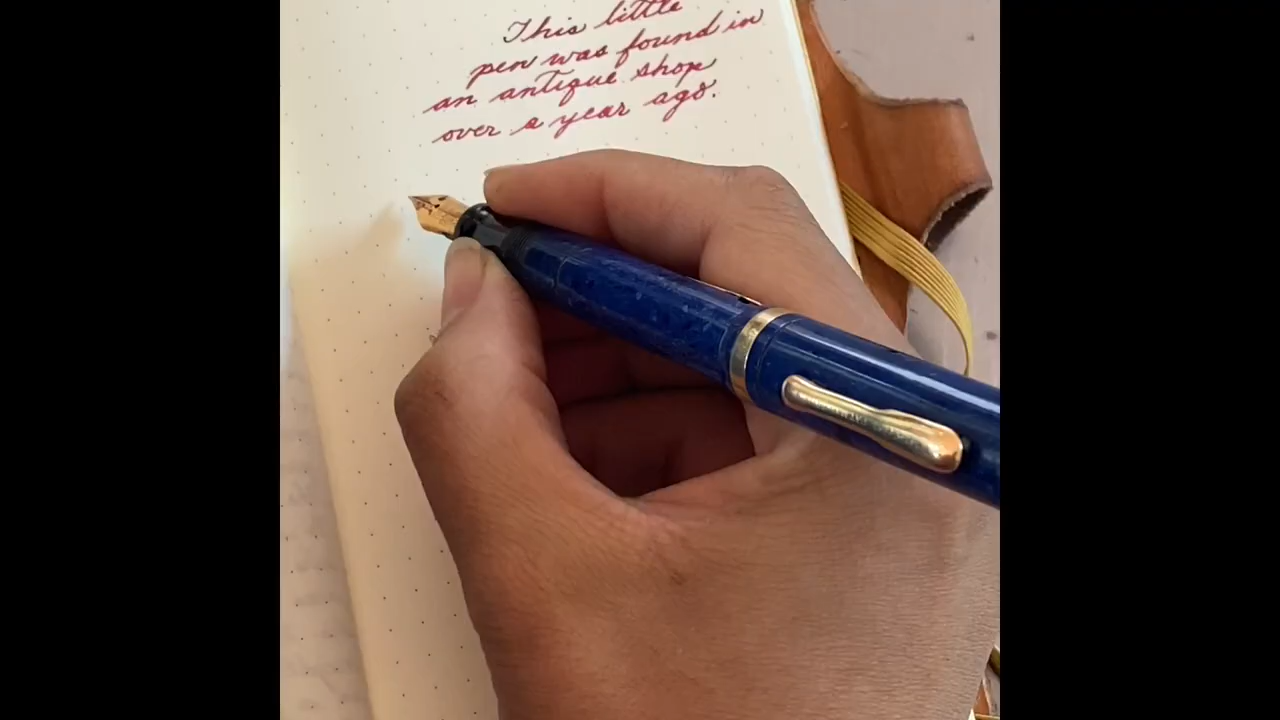 This little
pen was found in
an antique shop
over a year ago.